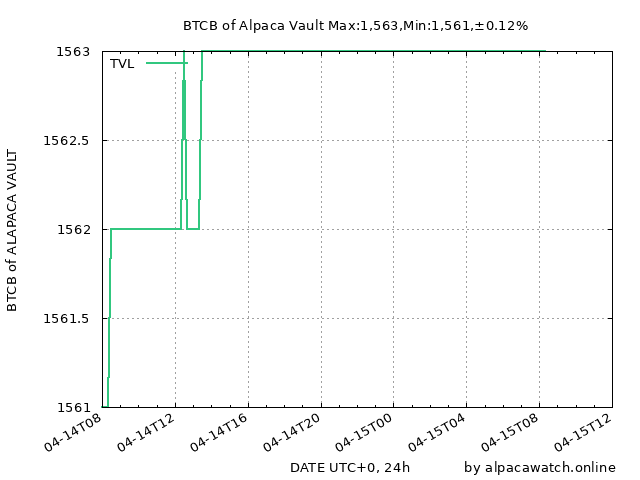 BTCB of Alpaca Vault Max:1,563,Min:1,561,±0.12%
TVL
1563
1562.5
1562
1561.5
1561
BTCB of ALAPACA VAULT
04-14T08
04-14T12
04-14T16
04-14T20
04-15T00
04-15T04
04-15T08
04-15T12
DATE UTC+0, 24h
by alpacawatch.online